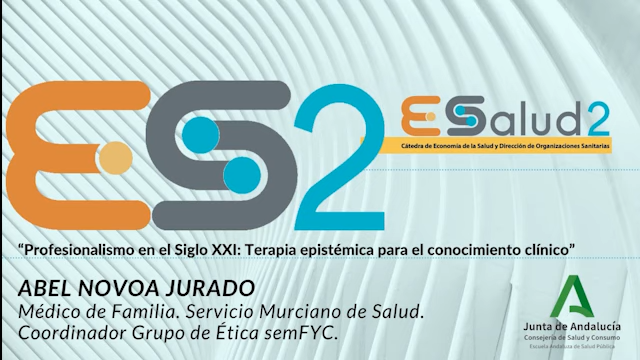 ES2
ESalud2
Cátedra de Economía de la Salud y Dirección de Organizaciones Sanitarias
“Profesionalismo en el Siglo XXI: Terapia epistémica para el conocimiento clínico”
ABEL NOVOA JURADO
Médico de Familia. Servicio Murciano de Salud.
Coordinador Grupo de Ética semFYC.
Junta de Andalucía
Consejería de Salud y Consumo
Escuela Andaluza de Salud Pública